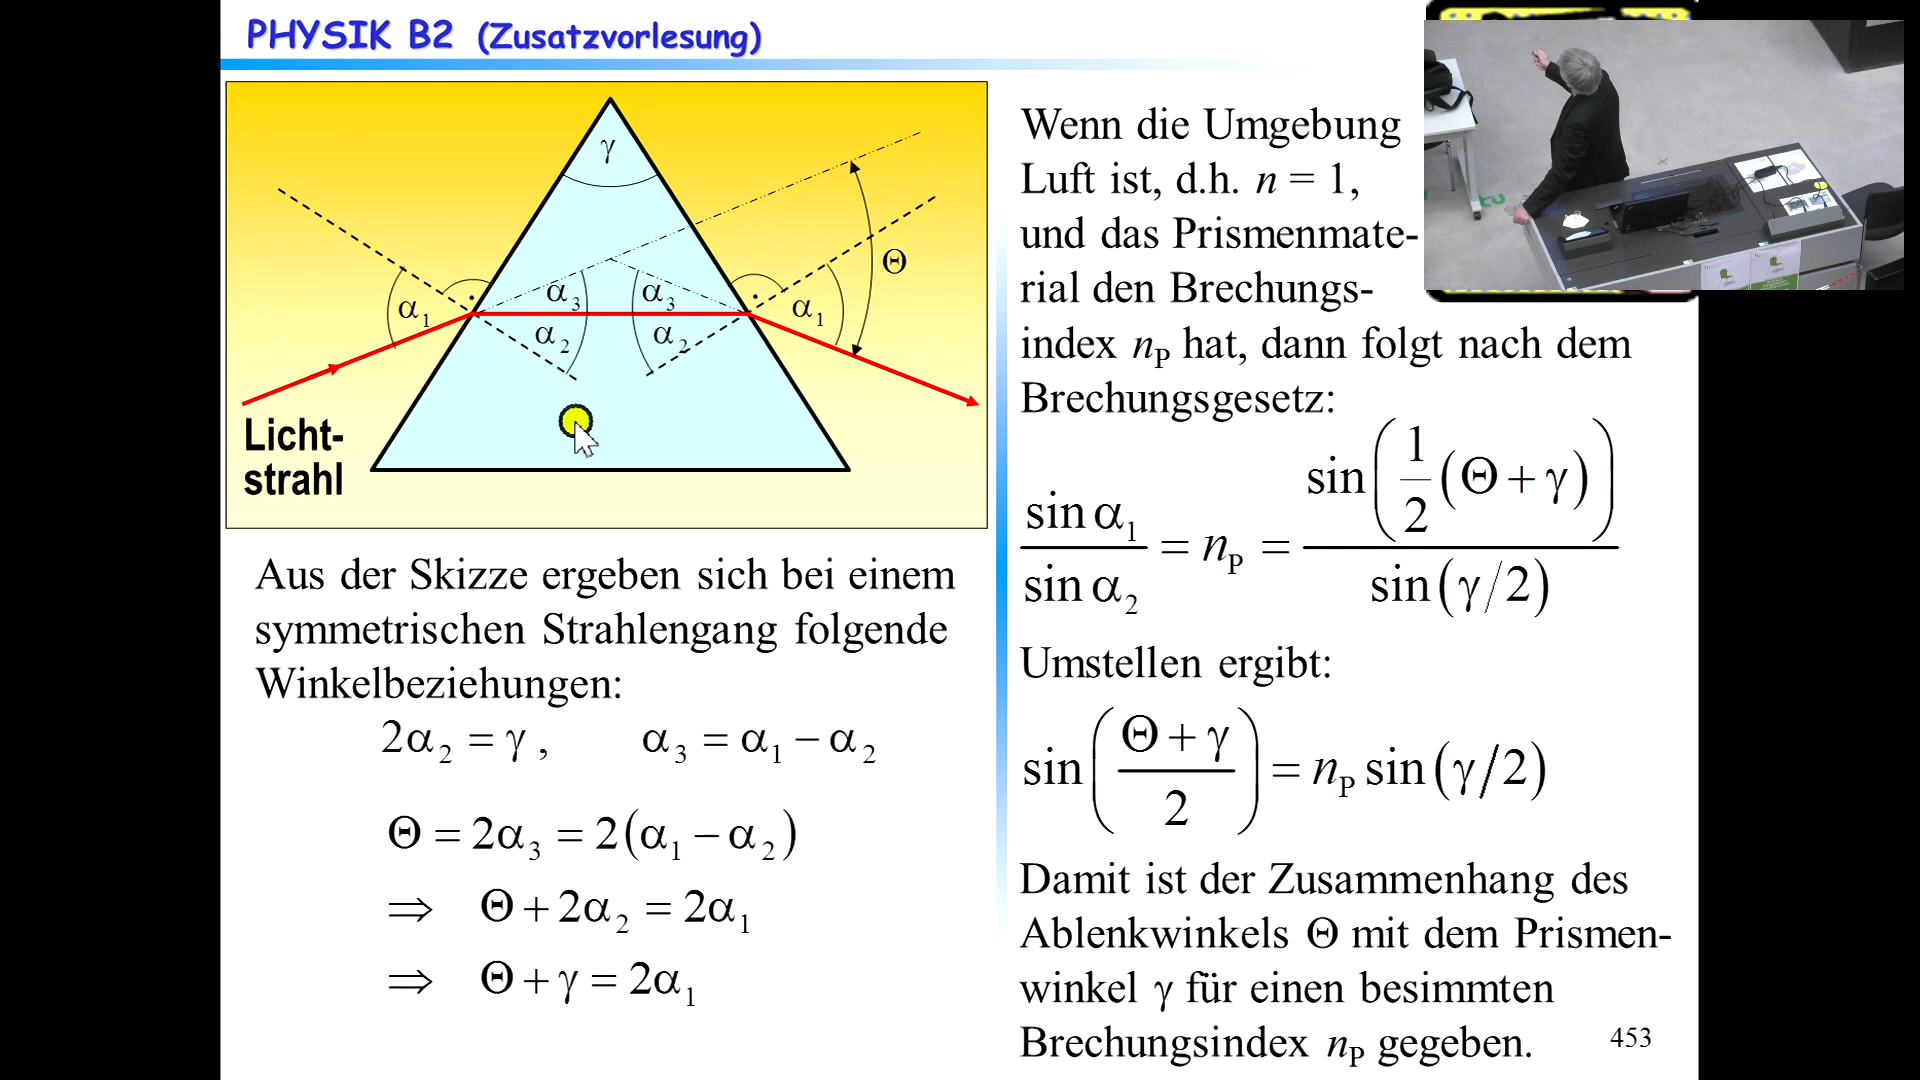 PHYSIK B2 (Zusatzvorlesung)
γ
Θ
α₃ α₃
α₁ α₁
α₂ α₂
Licht-
strahl
Aus der Skizze ergeben sich bei einem
symmetrischen Strahlengang folgende
Winkelbeziehungen:
2α₂ = γ , α₃ = α₁ − α₂
Θ = 2α₃ = 2(α₁ − α₂)
⇒ Θ + 2α₂ = 2α₁
⇒ Θ + γ = 2α₁
Wenn die Umgebung
Luft ist, d.h. n = 1,
und das Prismenmate-
rial den Brechungs-
index n_P hat, dann folgt nach dem
Brechungsgesetz:
sin α₁ / sin α₂ = n_P = sin(1/2 (Θ + γ)) / sin(γ/2)
Umstellen ergibt:
sin((Θ + γ)/2) = n_P sin(γ/2)
Damit ist der Zusammenhang des
Ablenkwinkels Θ mit dem Prismen-
winkel γ für einen besimmten
Brechungsindex n_P gegeben.
453